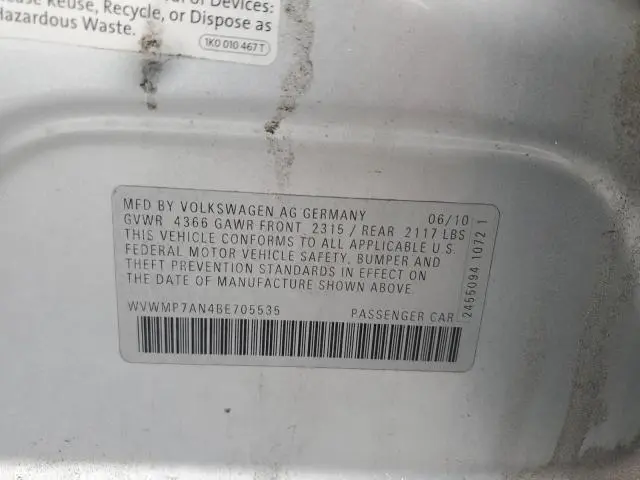 of Devices:
Reuse, Recycle, or Dispose as
Hazardous Waste.
1K0 010 467 T
MFD BY VOLKSWAGEN AG GERMANY 06/10
GVWR 4366 GAWR FRONT 2315 / REAR 2117 LBS
THIS VEHICLE CONFORMS TO ALL APPLICABLE U.S.
FEDERAL MOTOR VEHICLE SAFETY, BUMPER AND
THEFT PREVENTION STANDARDS IN EFFECT ON
THE DATE OF MANUFACTURE SHOWN ABOVE.
WVWMP7AN4BE705535 PASSENGER CAR
2455094 1072 1